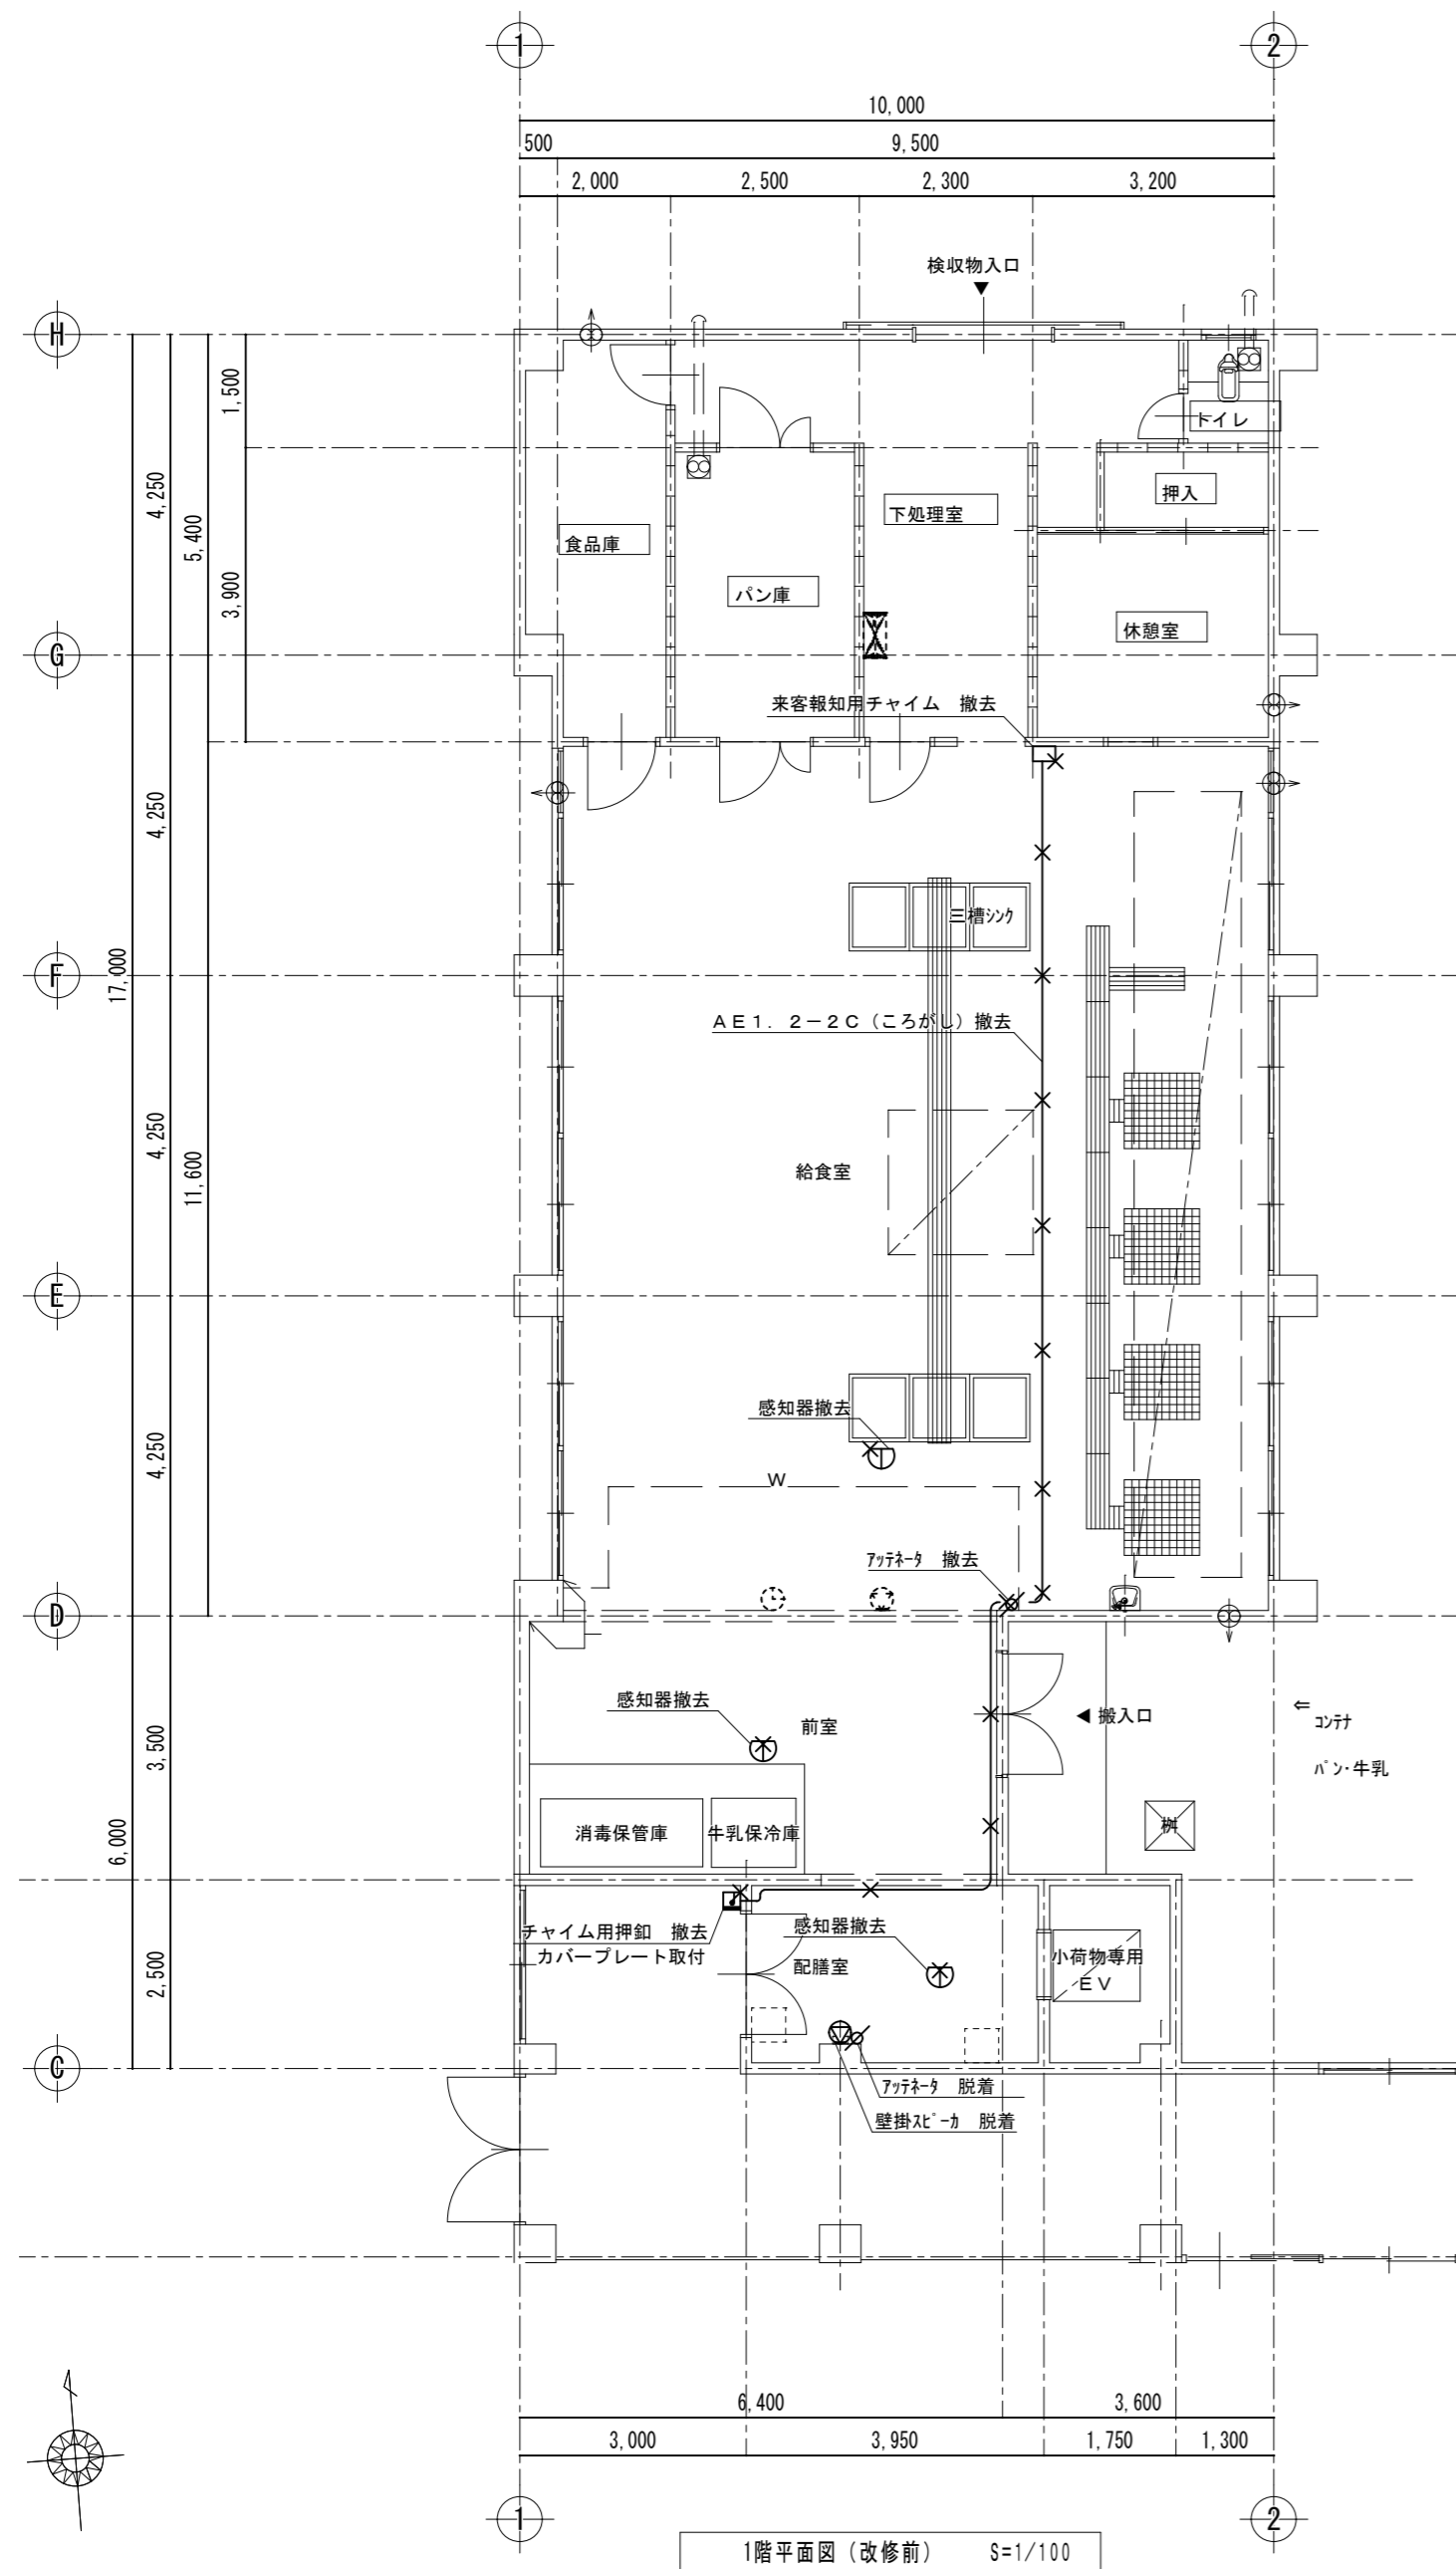 1
2
10,000
500
9,500
2,000
2,500
2,300
3,200
検収物入口
H
1,500
トイレ
4,250
押入
下処理室
5,400
食品庫
3,900
パン庫
休憩室
G
来客報知用チャイム 撤去
4,250
三槽シンク
F
17,000
AE1.2-2C(ころがし)撤去
4,250
11,600
給食室
E
感知器撤去
4,250
W
アッテネータ 撤去
D
感知器撤去
前室
搬入口
⇐
コンテナ
3,500
パン・牛乳
6,000
消毒保管庫
牛乳保冷庫
桝
チャイム用押釦 撤去
カバープレート取付
感知器撤去
配膳室
小荷物専用
EV
2,500
C
アッテネータ 脱着
壁掛スピーカ 脱着
6,400
3,600
3,000
3,950
1,750
1,300
1
2
1階平面図(改修前) S=1/100